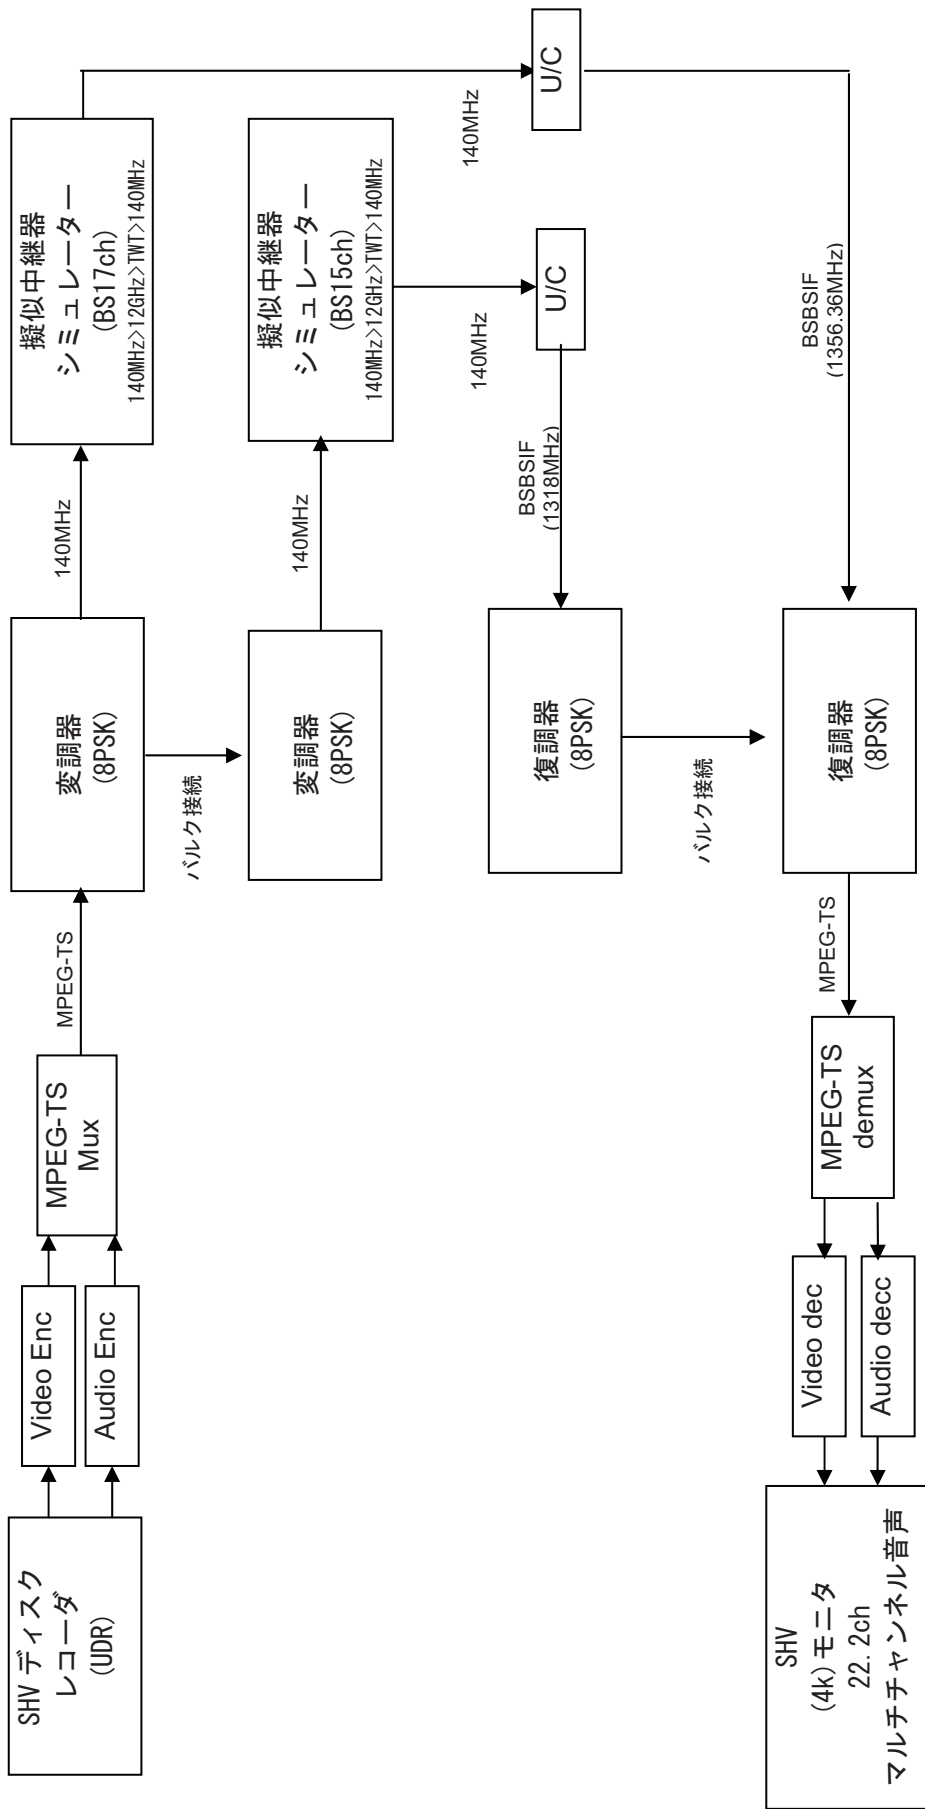 SHV ディスク
レコーダ
(UDR)
Video Enc
Audio Enc
MPEG-TS
Mux
MPEG-TS
変調器
(8PSK)
バルク接続
変調器
(8PSK)
140MHz
擬似中継器
シミュレーター
(BS17ch)
140MHz>12GHz>TWT>140MHz
140MHz
擬似中継器
シミュレーター
(BS15ch)
140MHz>12GHz>TWT>140MHz
140MHz
U/C
140MHz
U/C
BSBSIF
(1318MHz)
BSBSIF
(1356.36MHz)
復調器
(8PSK)
バルク接続
復調器
(8PSK)
MPEG-TS
MPEG-TS
demux
Video dec
Audio decc
SHV
(4k)モニタ
22.2ch
マルチチャンネル音声